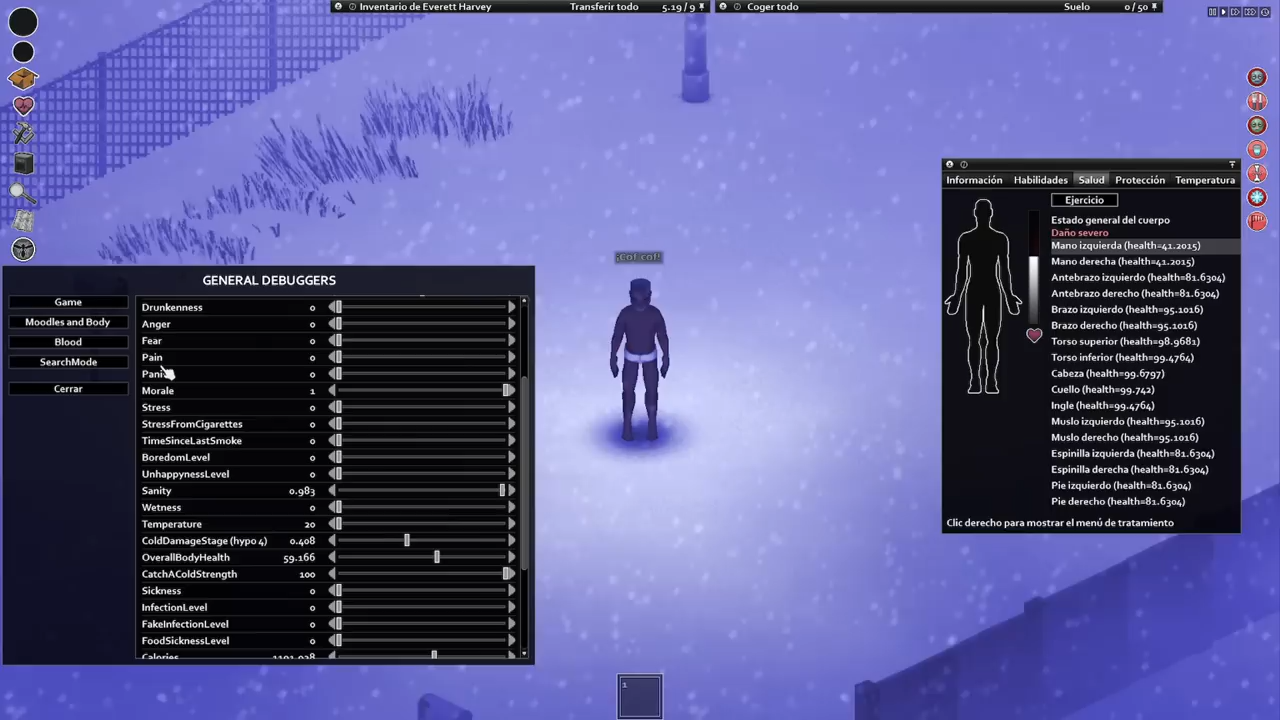 Inventario de Everett Harvey Transferir todo 5.19 / 9
Coger todo Suelo 0 / 50
¡Cof cof!
GENERAL DEBUGGERS
Game
Moodles and Body
Blood
SearchMode
Cerrar
Drunkenness 0
Anger 0
Fear 0
Pain 0
Panic 0
Morale 1
Stress 0
StressFromCigarettes 0
TimeSinceLastSmoke 0
BoredomLevel 0
UnhappynessLevel 0
Sanity 0.983
Wetness 0
Temperature 20
ColdDamageStage (hypo 4) 0.408
OverallBodyHealth 59.166
CatchAColdStrength 100
Sickness 0
InfectionLevel 0
FakeInfectionLevel 0
FoodSicknessLevel 0
Calories
Información Habilidades Salud Protección Temperatura
Ejercicio
Estado general del cuerpo
Daño severo
Mano izquierda (health=41.2015)
Mano derecha (health=41.2015)
Antebrazo izquierdo (health=81.6304)
Antebrazo derecho (health=81.6304)
Brazo izquierdo (health=95.1016)
Brazo derecho (health=95.1016)
Torso superior (health=98.9681)
Torso inferior (health=99.4764)
Cabeza (health=99.6797)
Cuello (health=99.742)
Ingle (health=99.4764)
Muslo izquierdo (health=95.1016)
Muslo derecho (health=95.1016)
Espinilla izquierda (health=81.6304)
Espinilla derecha (health=81.6304)
Pie izquierdo (health=81.6304)
Pie derecho (health=81.6304)
Clic derecho para mostrar el menú de tratamiento
1